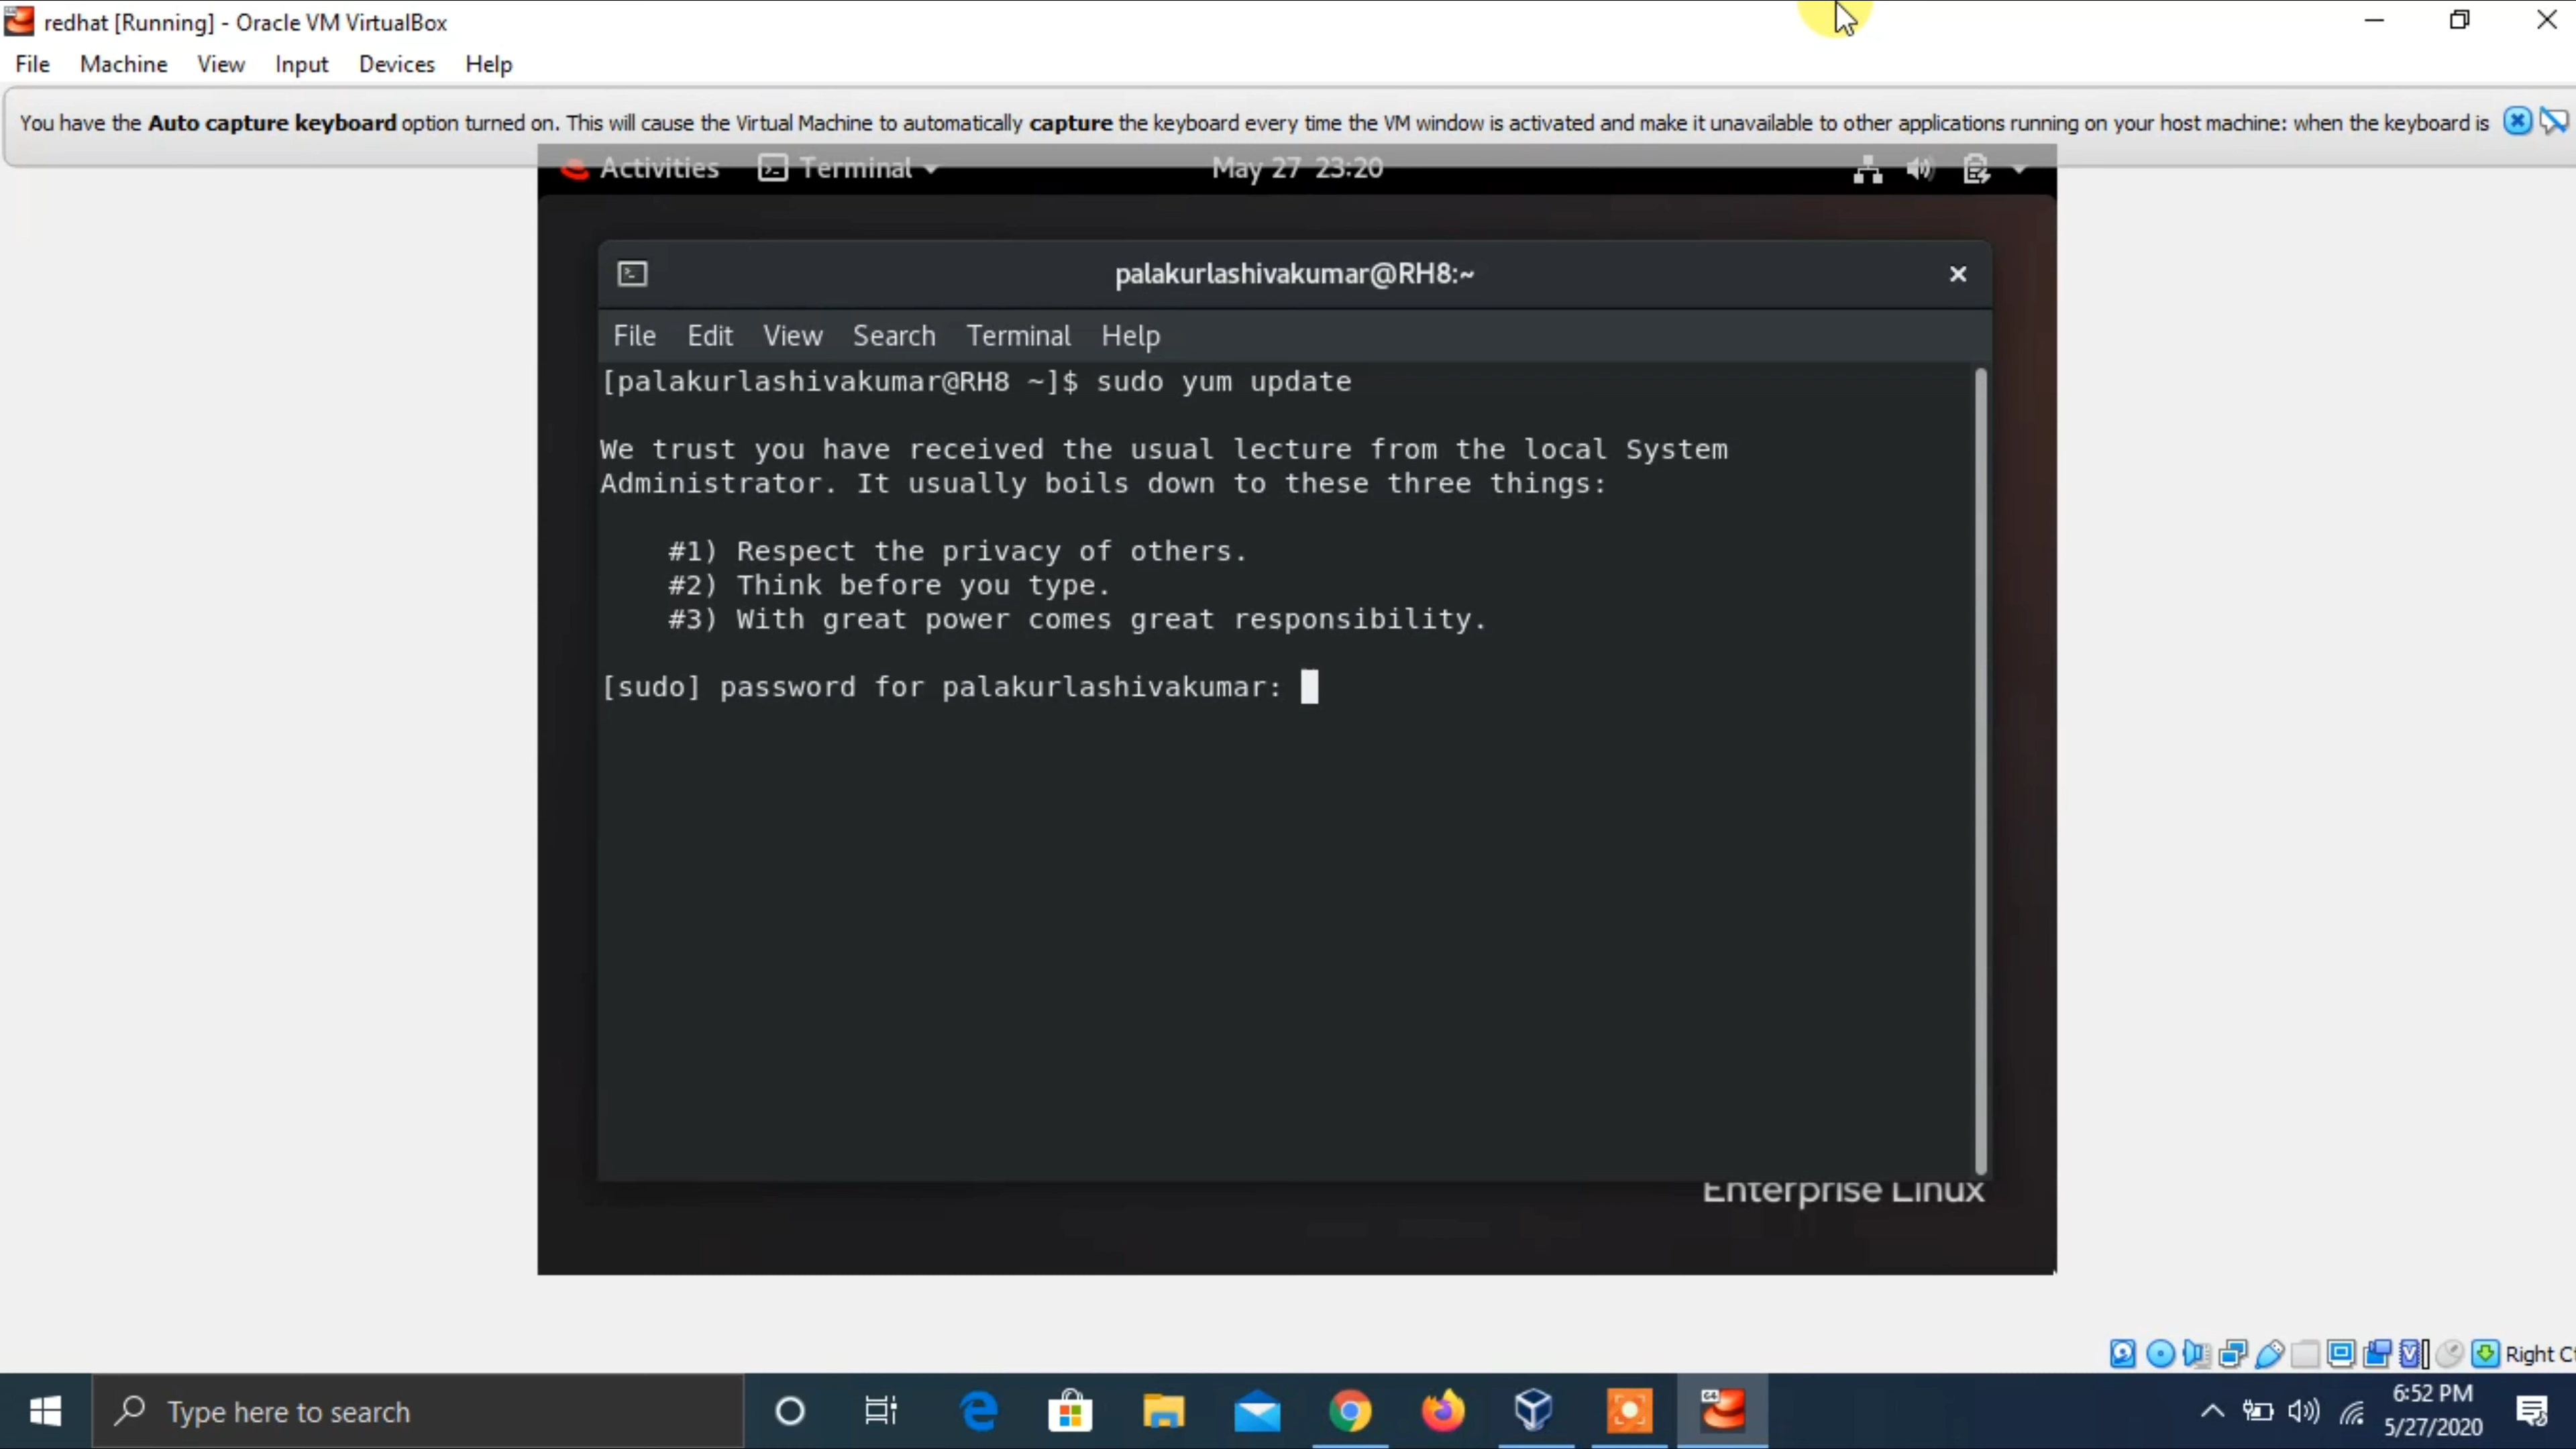 redhat [Running] - Oracle VM VirtualBox
File Machine View Input Devices Help
You have the Auto capture keyboard option turned on. This will cause the Virtual Machine to automatically capture the keyboard every time the VM window is activated and make it unavailable to other applications running on your host machine: when the keyboard is
Activities Terminal May 27 23:20
palakurlashivakumar@RH8:~
File Edit View Search Terminal Help
[palakurlashivakumar@RH8 ~]$ sudo yum update
We trust you have received the usual lecture from the local System
Administrator. It usually boils down to these three things:
#1) Respect the privacy of others.
#2) Think before you type.
#3) With great power comes great responsibility.
[sudo] password for palakurlashivakumar:
Enterprise Linux
Right C
Type here to search
6:52 PM
5/27/2020